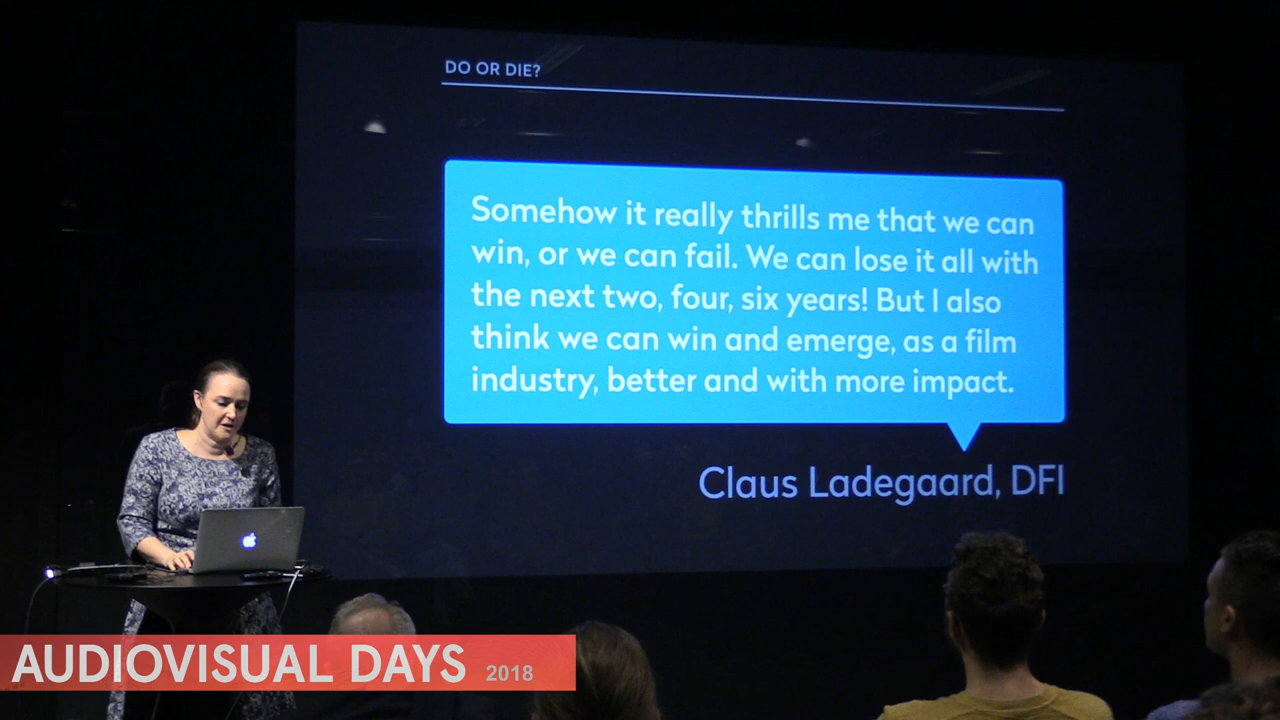 DO OR DIE?
Somehow it really thrills me that we can
win, or we can fail. We can lose it all with
the next two, four, six years! But I also
think we can win and emerge, as a film
industry, better and with more impact.
Claus Ladegaard, DFI
AUDIOVISUAL DAYS 2018